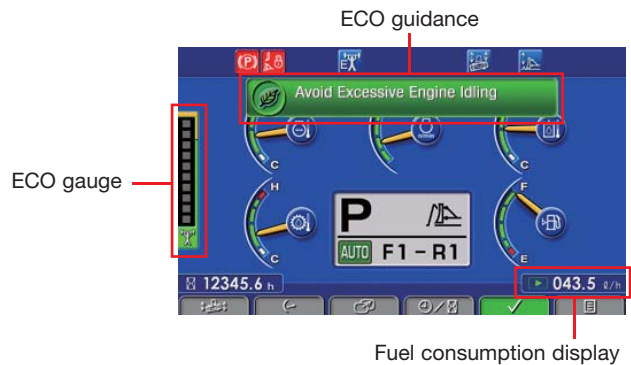 ECO guidance
(P)
E
Avoid Excessive Engine Idling
C
C
ECO gauge
H
F
P
AUTO F1-R1
C
E
12345.6 h
043.5 ℓ/h
Fuel consumption display